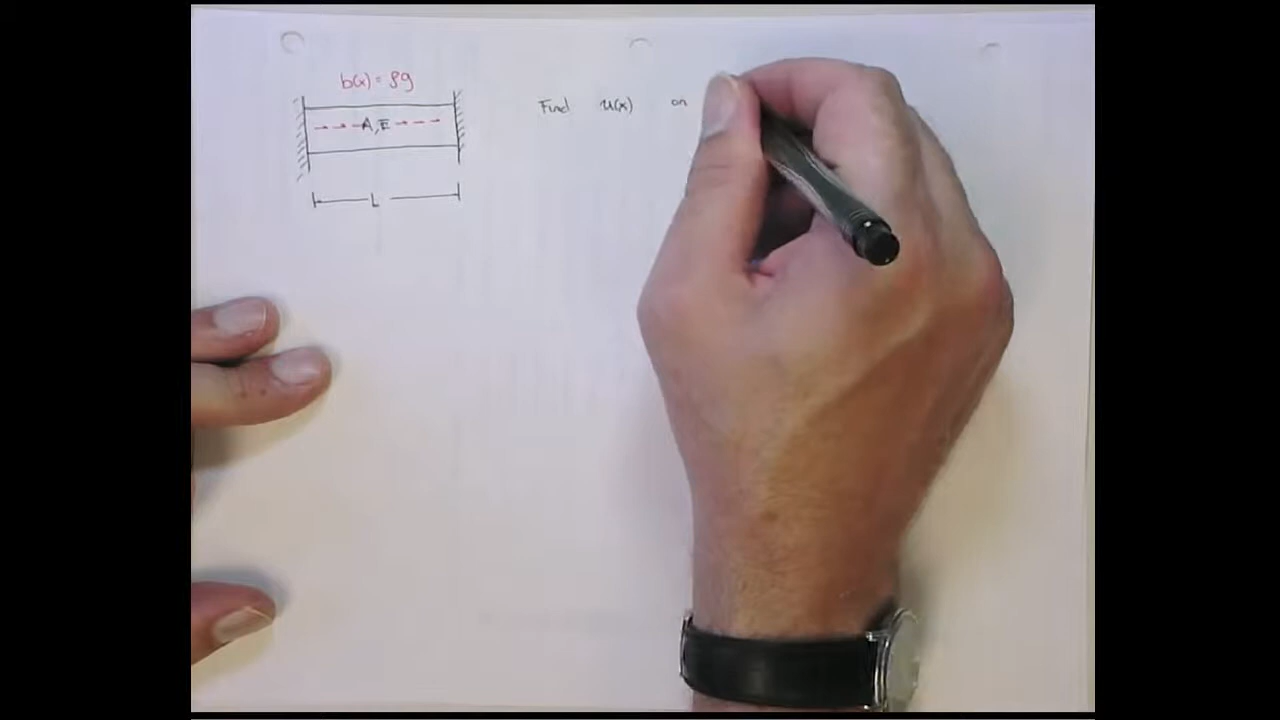 b(x) = ρg
A,E
L
Find u(x) on